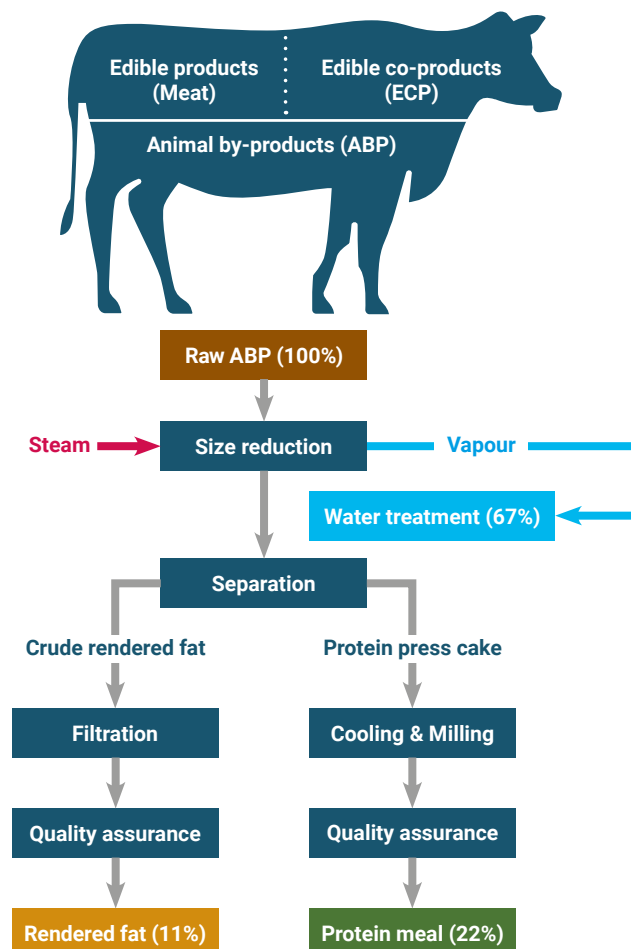 Edible products
(Meat)
Edible co-products
(ECP)
Animal by-products (ABP)
Raw ABP (100%)
Steam
Size reduction
Vapour
Water treatment (67%)
Separation
Crude rendered fat
Protein press cake
Filtration
Cooling & Milling
Quality assurance
Quality assurance
Rendered fat (11%)
Protein meal (22%)